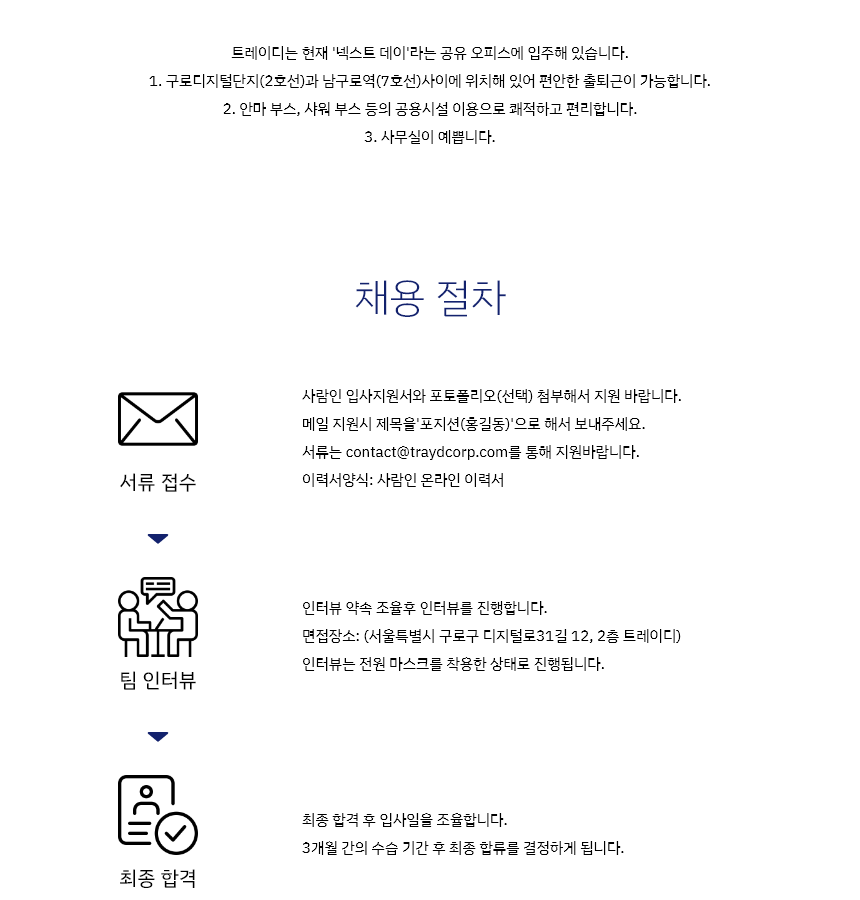 트레이디는 현재 '넥스트 데이'라는 공유 오피스에 입주해 있습니다.
1. 구로디지털단지(2호선)과 남구로역(7호선)사이에 위치해 있어 편안한 출퇴근이 가능합니다.
2. 안마 부스, 샤워 부스 등의 공용시설 이용으로 쾌적하고 편리합니다.
3. 사무실이 예쁩니다.
채용 절차
서류 접수
사람인 입사지원서와 포토폴리오(선택) 첨부해서 지원 바랍니다.
메일 지원시 제목을'포지션(홍길동)'으로 해서 보내주세요.
서류는 contact@traydcorp.com를 통해 지원바랍니다.
이력서양식: 사람인 온라인 이력서
팀 인터뷰
인터뷰 약속 조율후 인터뷰를 진행합니다.
면접장소: (서울특별시 구로구 디지털로31길 12, 2층 트레이디)
인터뷰는 전원 마스크를 착용한 상태로 진행됩니다.
최종 합격
최종 합격 후 입사일을 조율합니다.
3개월 간의 수습 기간 후 최종 합류를 결정하게 됩니다.